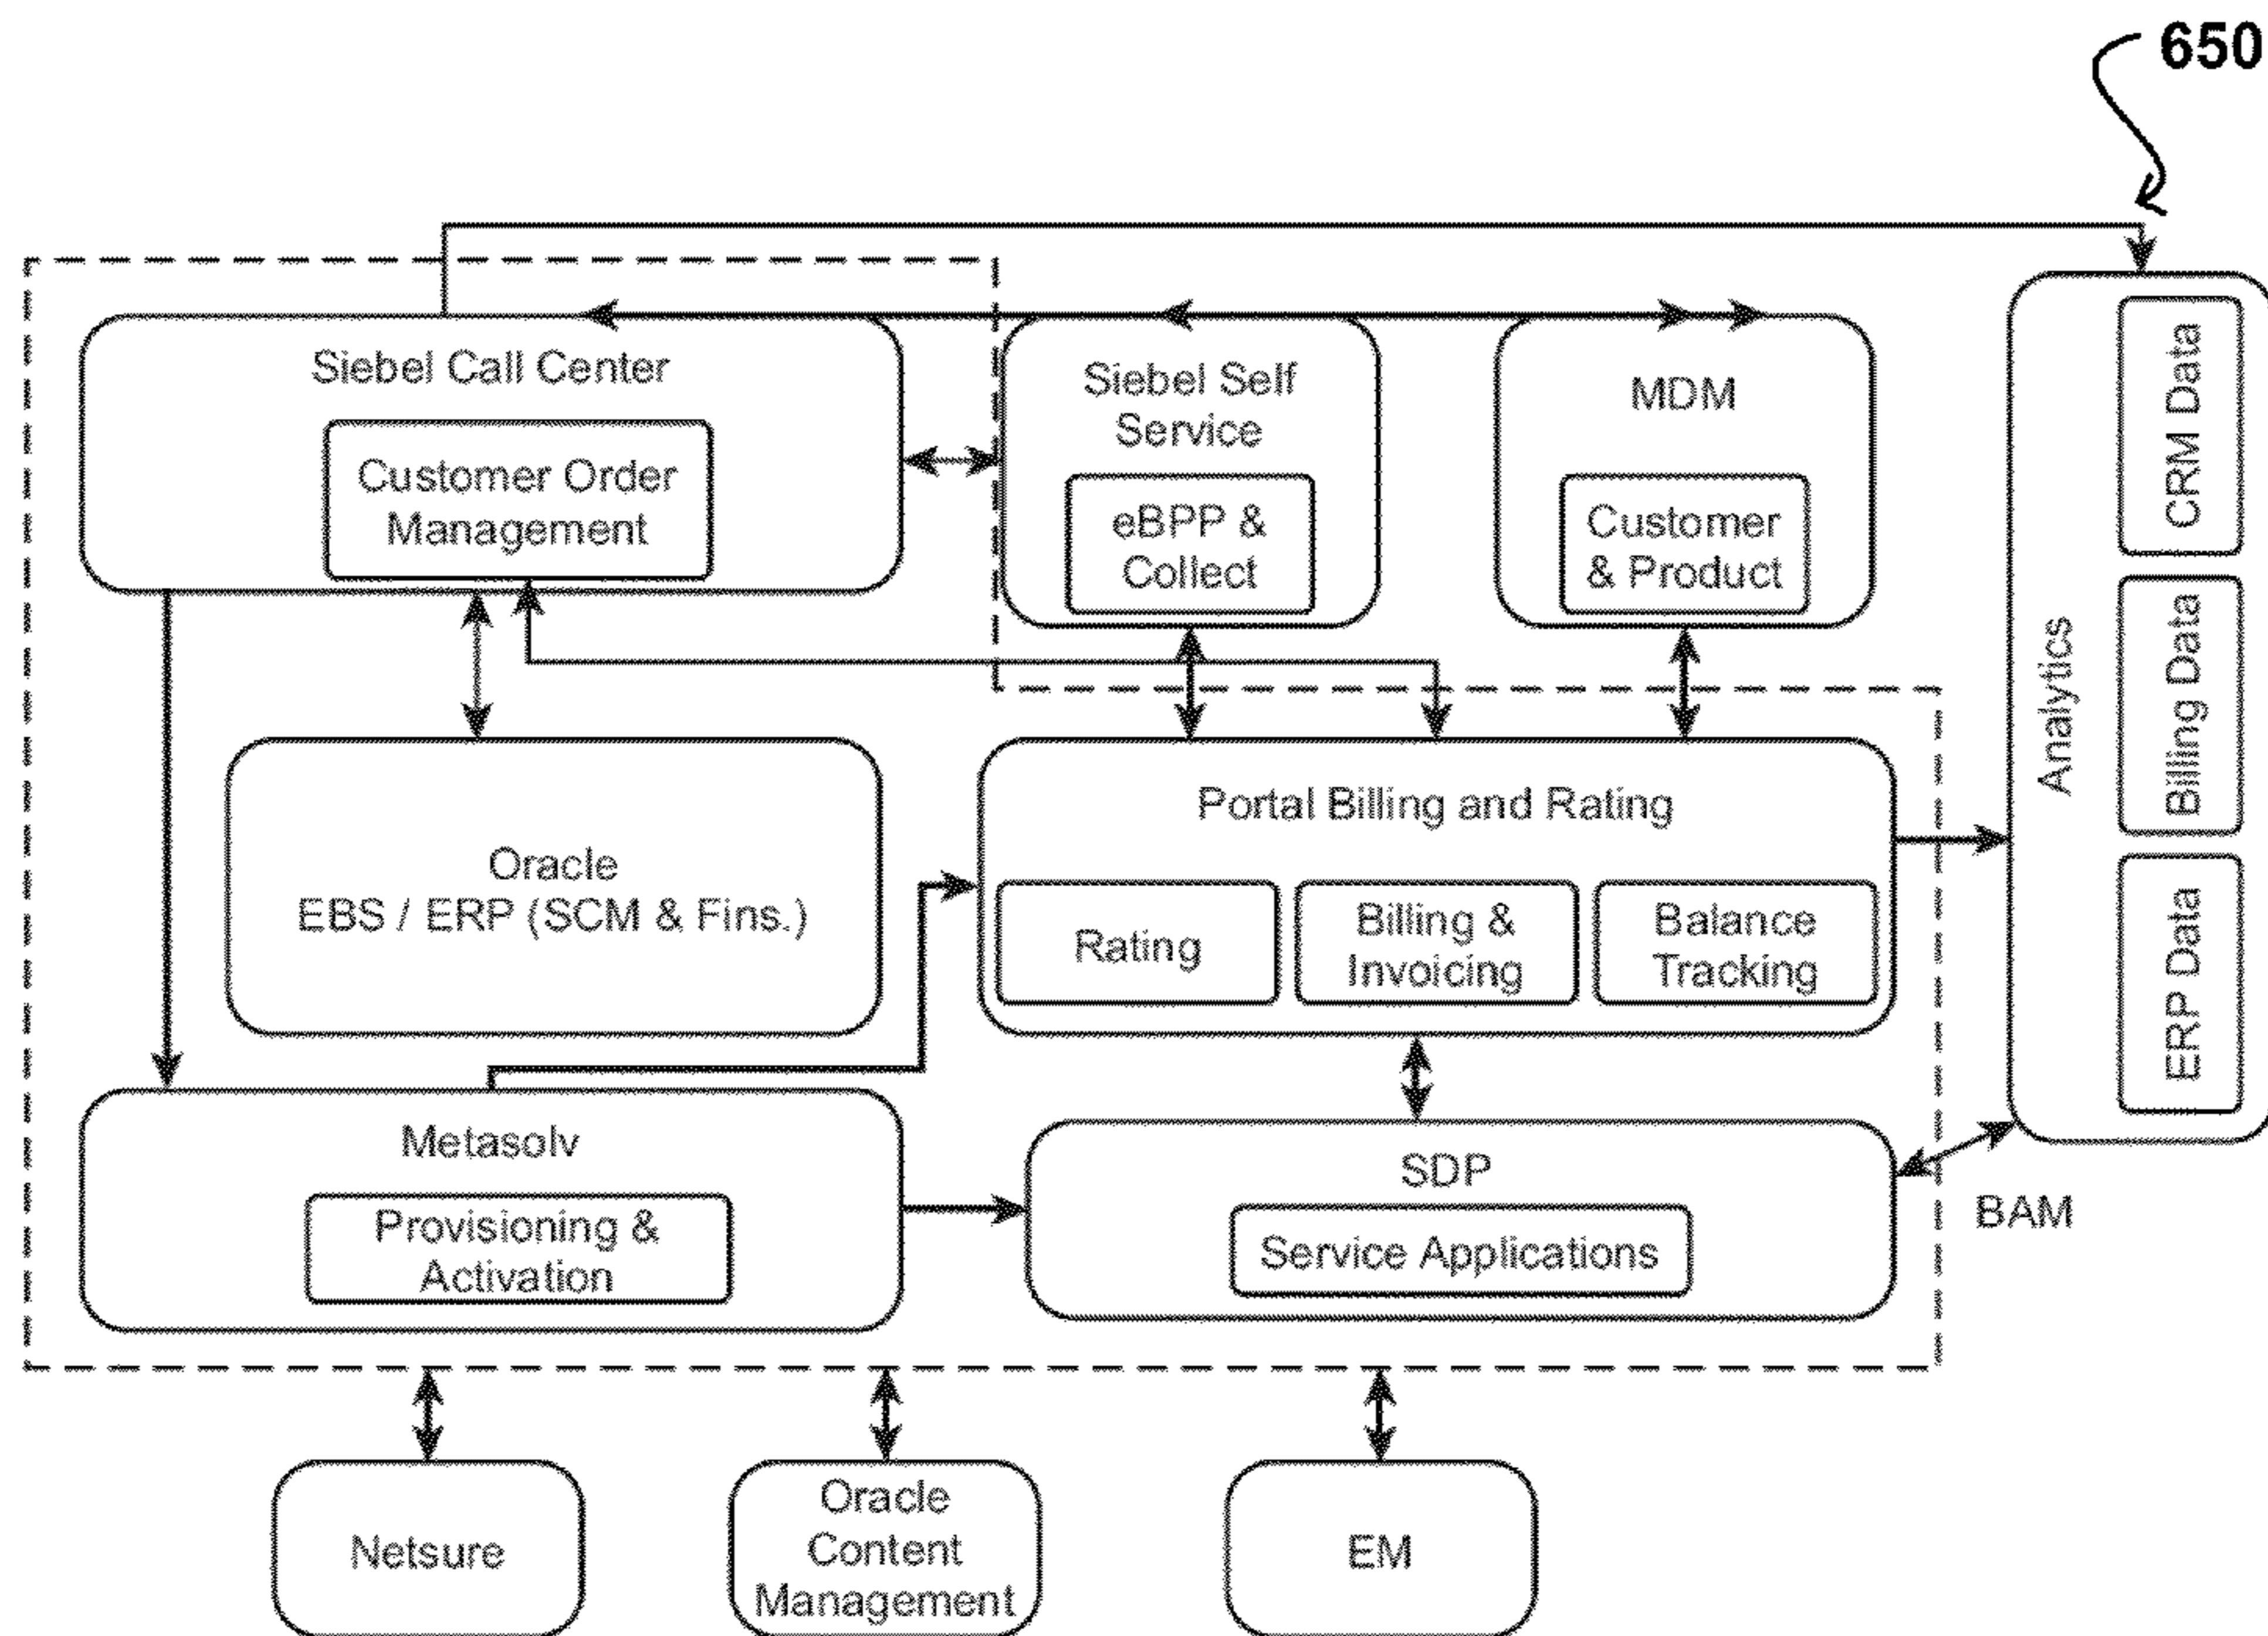 650
Siebel Call Center
Customer Order
Management
Siebel Self
Service
eBPP &
Collect
MDM
Customer
& Product
Analytics
CRM Data
Billing Data
ERP Data
Oracle
EBS / ERP (SCM & Fins.)
Portal Billing and Rating
Rating
Billing &
Invoicing
Balance
Tracking
Metasolv
Provisioning &
Activation
SDP
Service Applications
BAM
Netsure
Oracle
Content
Management
EM